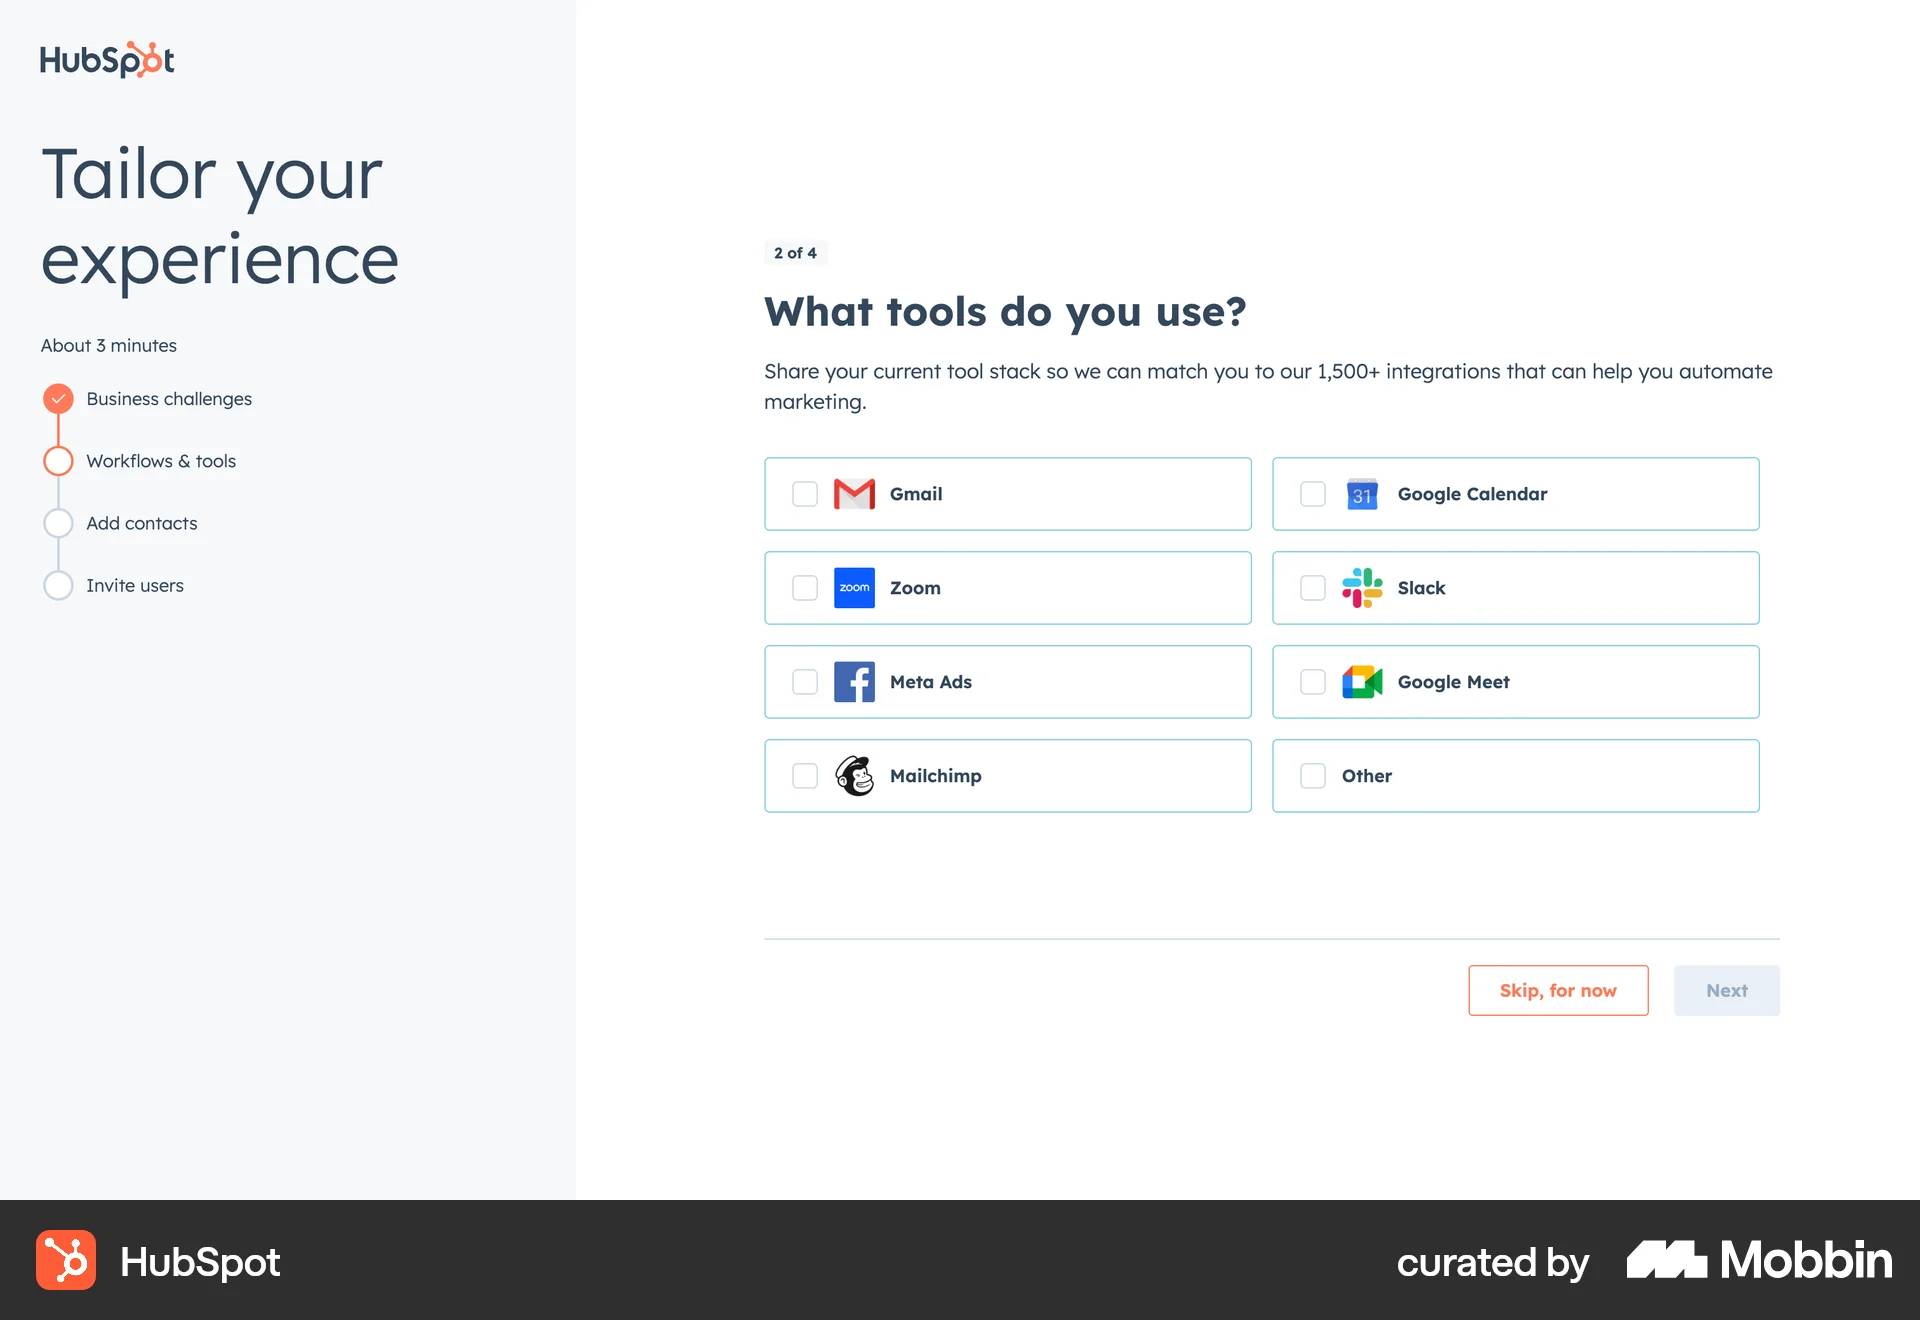 HubSpot
Tailor your
experience
About 3 minutes
Business challenges
Workflows & tools
Add contacts
Invite users
2 of 4
What tools do you use?
Share your current tool stack so we can match you to our 1,500+ integrations that can help you automate
marketing.
Gmail
31
Google Calendar
zoom
Zoom
Slack
f
Meta Ads
Google Meet
Mailchimp
Other
Skip, for now
Next
HubSpot
curated by
Mobbin